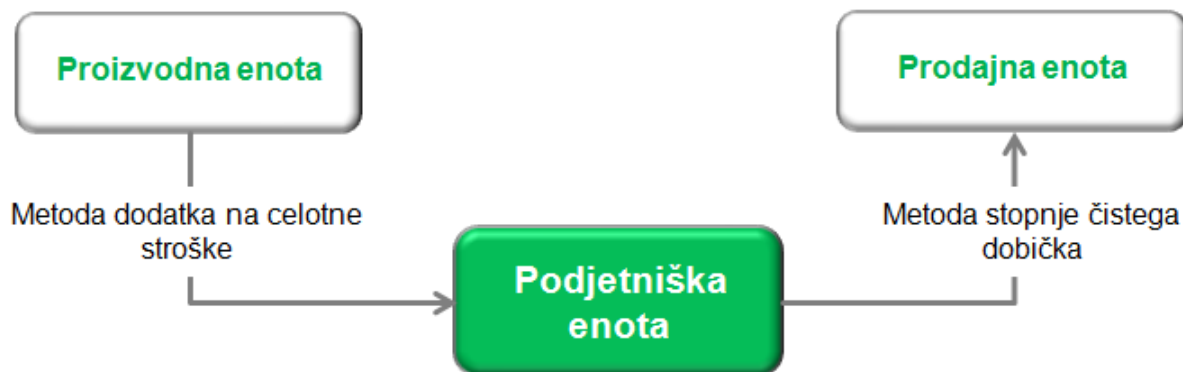 Proizvodna enota
Prodajna enota
Metoda dodatka na celotne
stroške
Metoda stopnje čistega
dobička
Podjetniška
enota